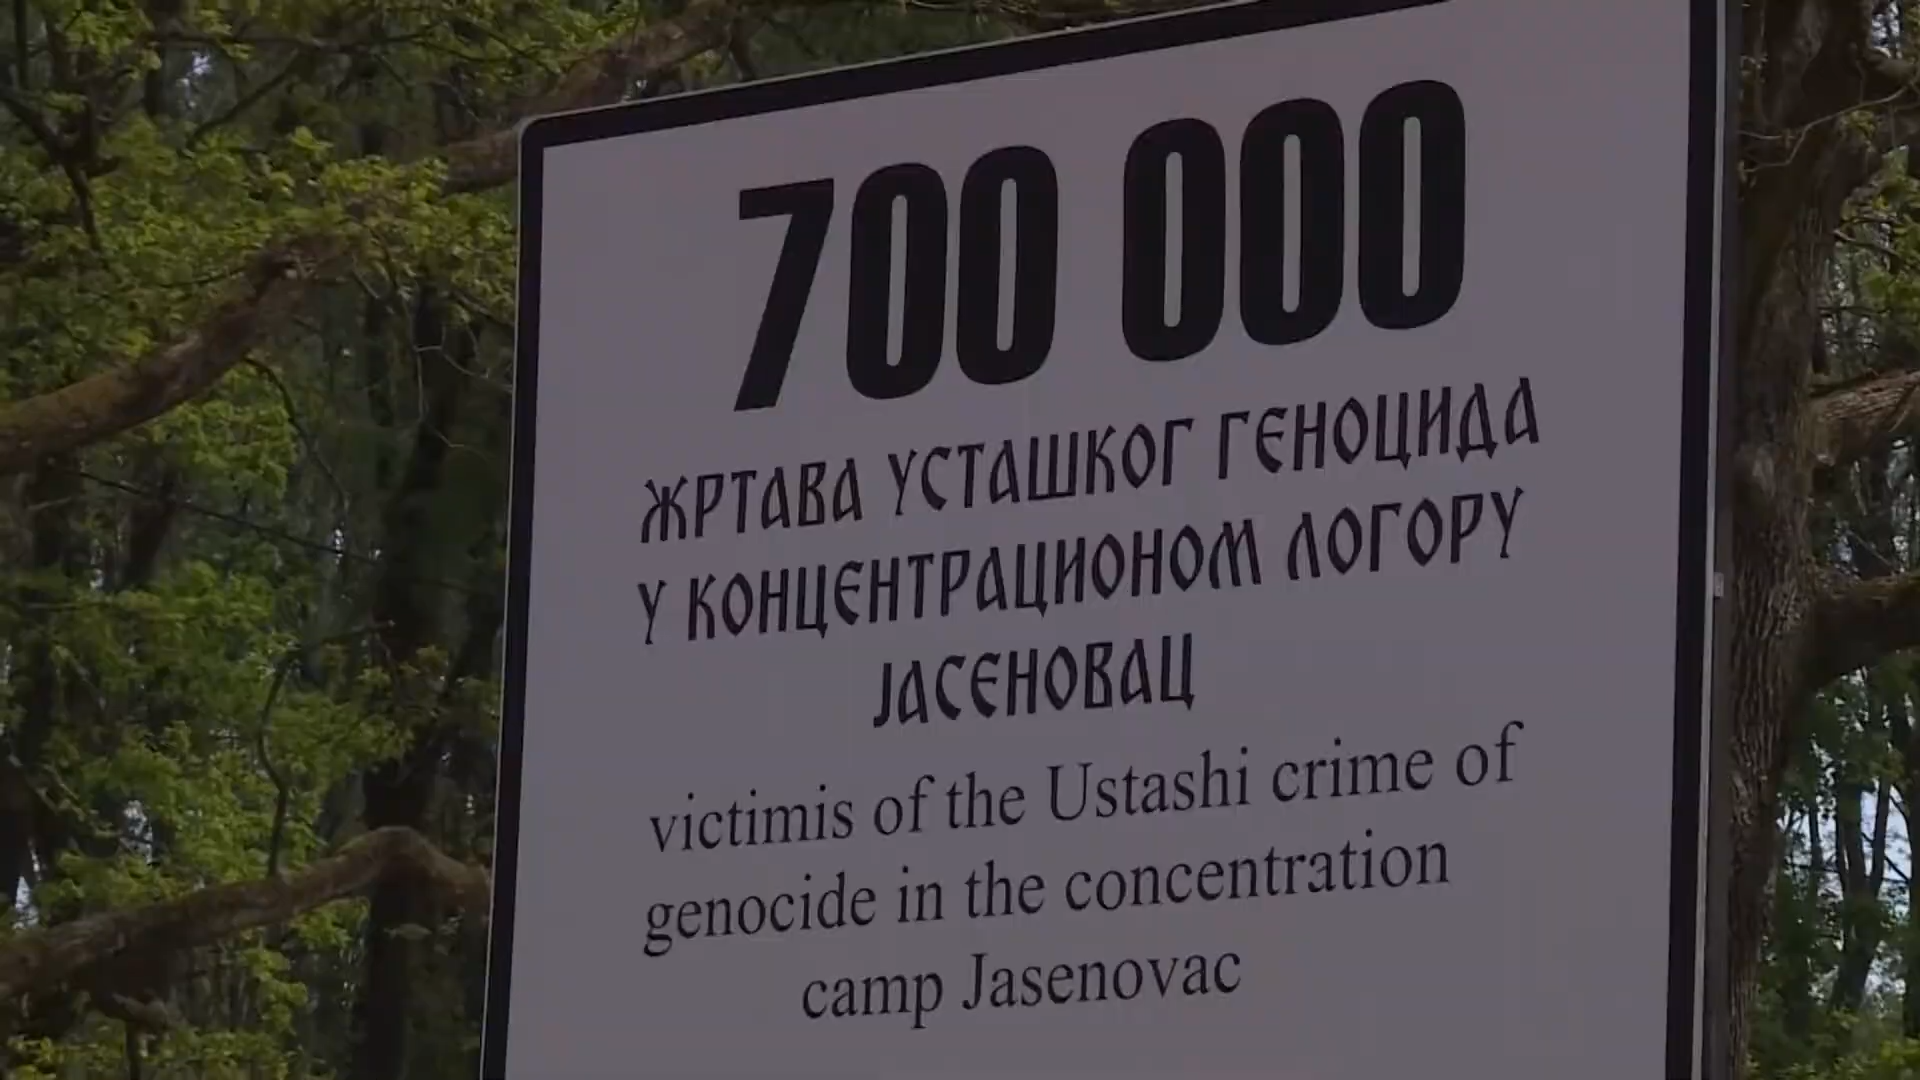 700 000
ЖРТАВА УСТАШКОГ ГЕНОЦИДА
У КОНЦЕНТРАЦИОНОМ ЛОГОРУ
ЈАСЕНОВАЦ
victimis of the Ustashi crime of
genocide in the concentration
camp Jasenovac